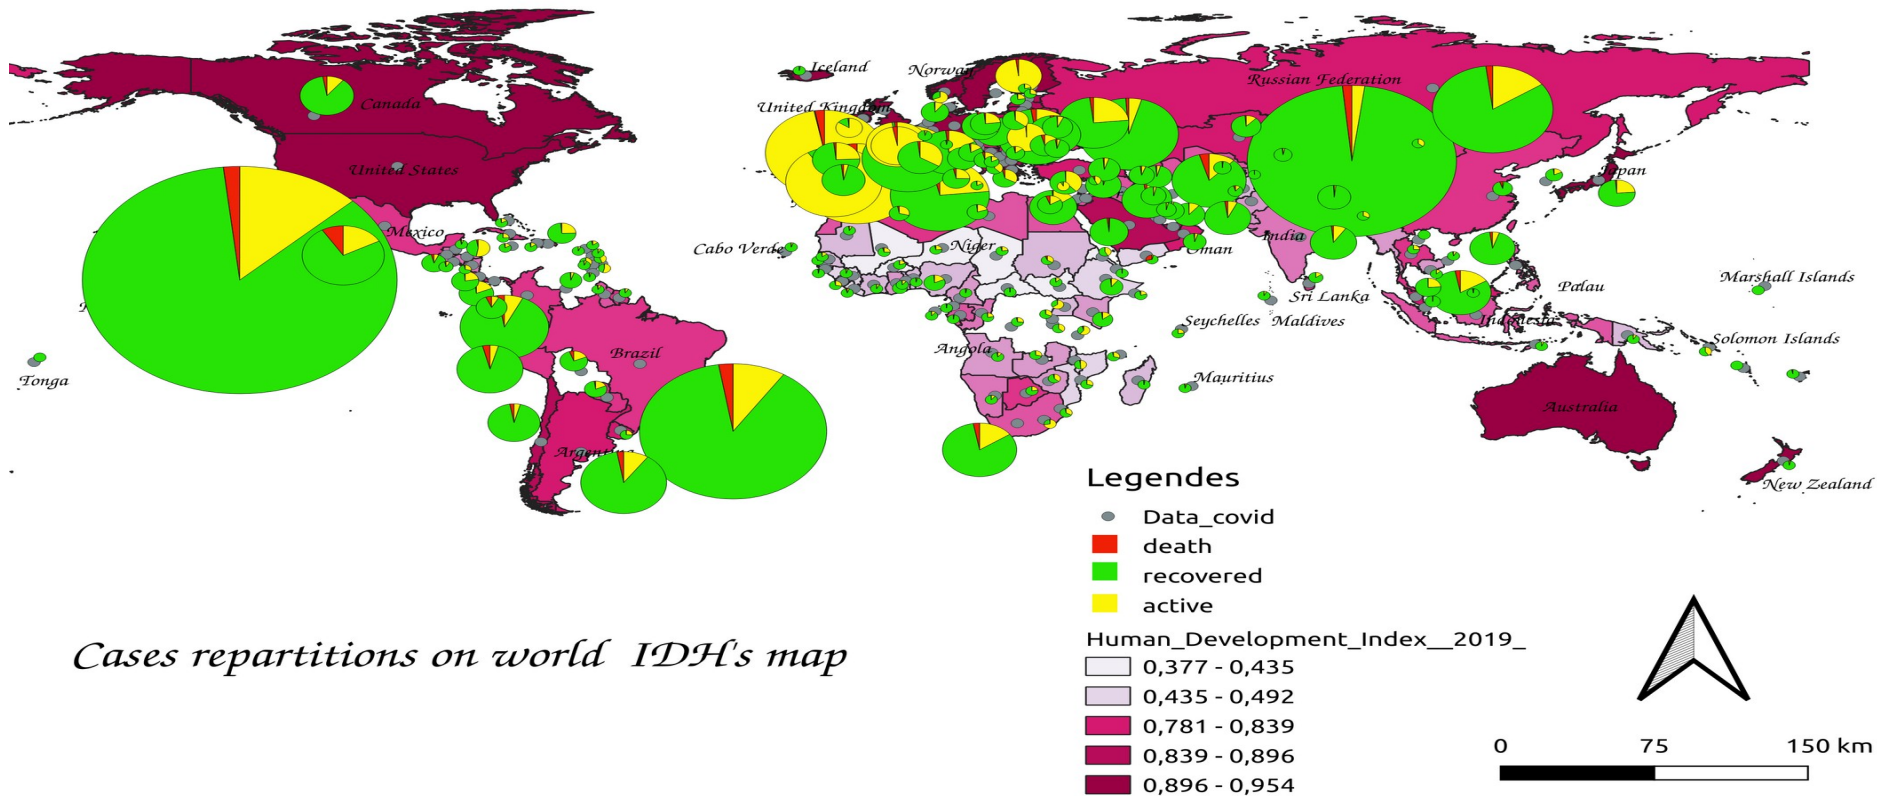 Iceland
Norway
Russian Federation
Canada
United Kingdom
United States
Japan
Mexico
Cabo Verde
Niger
Oman
India
Marshall Islands
Sri Lanka
Palau
Seychelles
Maldives
Indonesia
Solomon Islands
Angola
Brazil
Tonga
Mauritius
Australia
Argentina
New Zealand
Legendes
Data_covid
death
recovered
active
Human_Development_Index__2019_
0,377 - 0,435
0,435 - 0,492
0,781 - 0,839
0,839 - 0,896
0,896 - 0,954
0 75 150 km
Cases repartitions on world IDH's map